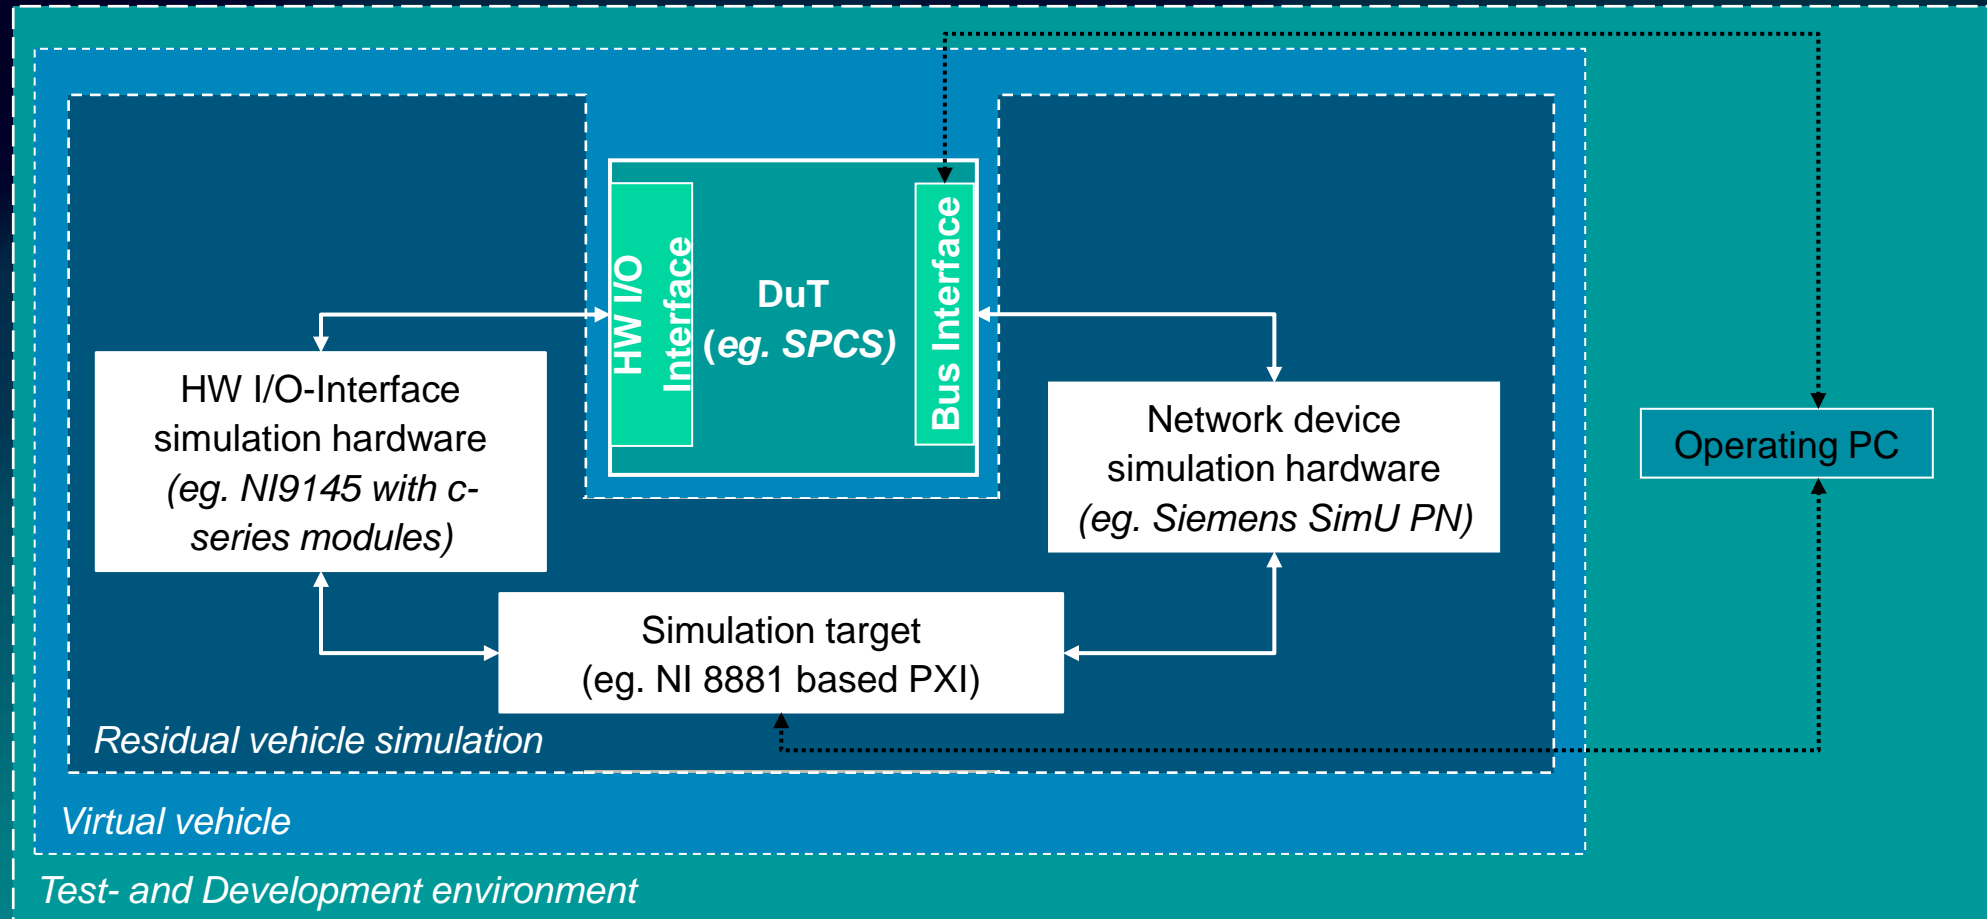 HW I/O
Interface
DuT
(eg. SPCS)
Bus Interface
HW I/O-Interface
simulation hardware
(eg. NI9145 with c-
series modules)
Network device
simulation hardware
(eg. Siemens SimU PN)
Operating PC
Simulation target
(eg. NI 8881 based PXI)
Residual vehicle simulation
Virtual vehicle
Test- and Development environment